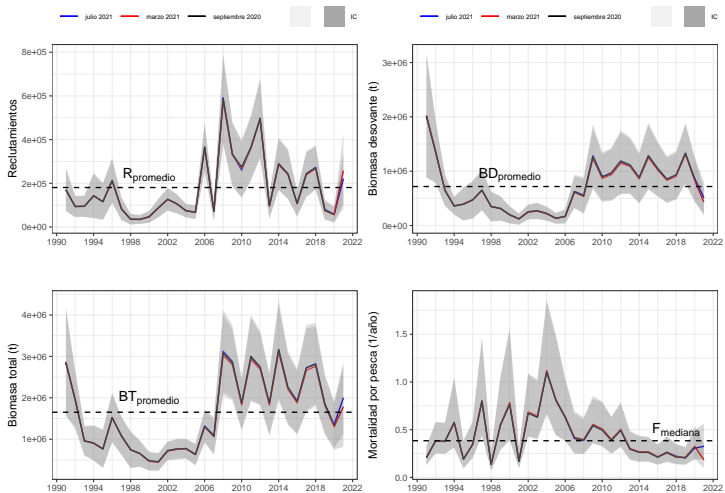 julio 2021 marzo 2021 septiembre 2020 IC
Reclutamientos
8e+05
6e+05
4e+05
2e+05
0e+00
Rpromedio
1990 1994 1998 2002 2006 2010 2014 2018 2022
julio 2021 marzo 2021 septiembre 2020 IC
Biomasa desovante (t)
3e+06
2e+06
1e+06
0e+00
BDpromedio
1990 1994 1998 2002 2006 2010 2014 2018 2022
Biomasa total (t)
4e+06
3e+06
2e+06
1e+06
BTpromedio
1990 1994 1998 2002 2006 2010 2014 2018 2022
Mortalidad por pesca (1/año)
1.5
1.0
0.5
0.0
Fmediana
1990 1994 1998 2002 2006 2010 2014 2018 2022